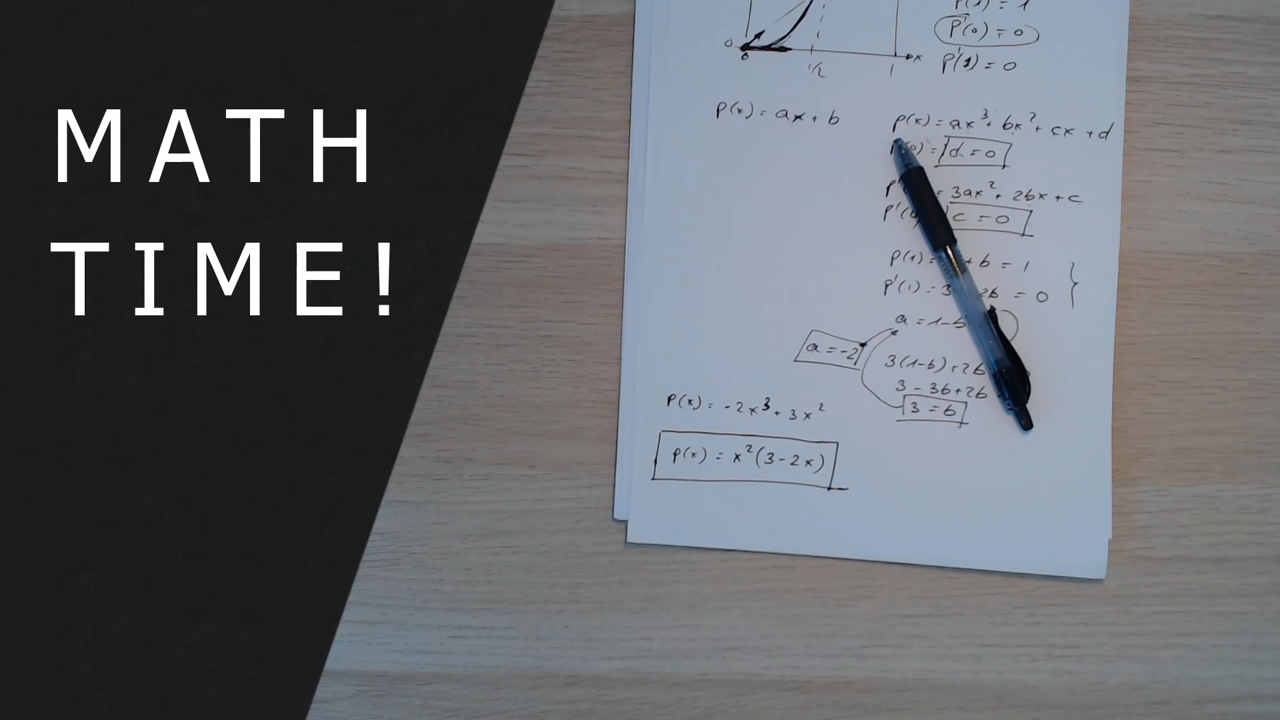 MATH
TIME!
P(1) = 1
P'(0) = 0
P'(1) = 0
0
0
1/2
1
x
P(x) = ax + b
P(x) = ax³ + bx² + cx + d
d = 0
3ax² + 2bx + c
c = 0
P(1) = + b = 1
P'(1) = 3 2b = 0
a = 1 - b
a = -2
3(1-b) + 2b
3 - 3b + 2b
3 = b
P(x) = -2x³ + 3x²
P(x) = x²(3 - 2x)